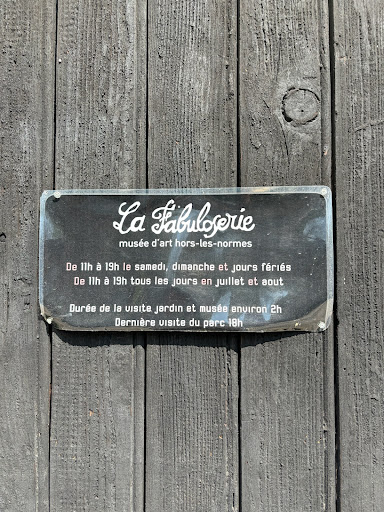 La Fabuloserie
musée d'art hors-les-normes
De 11h à 19h le samedi, dimanche et jours fériés
De 11h à 19h tous les jours en juillet et aout
Durée de la visite jardin et musée environ 2h
Dernière visite du parc 18h